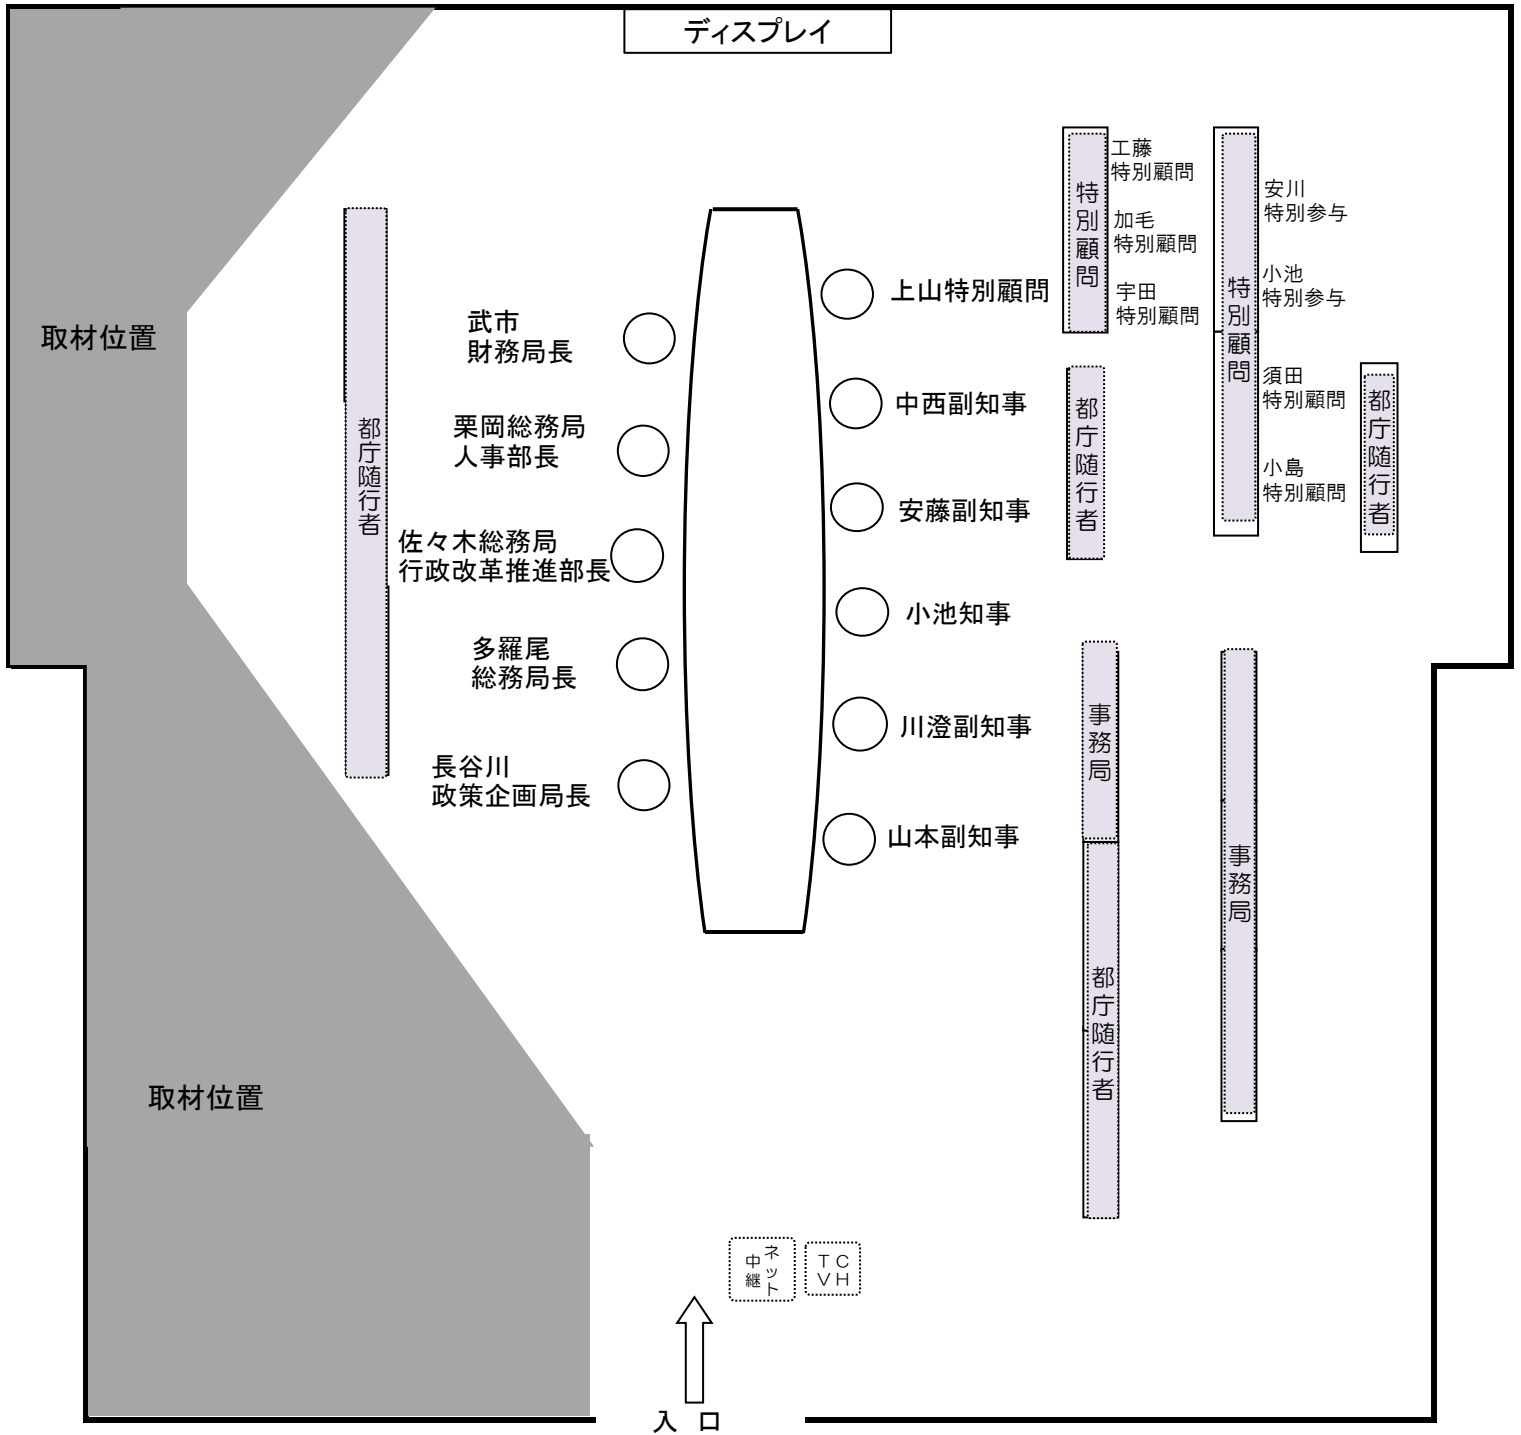 ディスプレイ
取材位置
都庁随行者
武市
財務局長
栗岡総務局
人事部長
佐々木総務局
行政改革推進部長
多羅尾
総務局長
長谷川
政策企画局長
上山特別顧問
中西副知事
安藤副知事
小池知事
川澄副知事
山本副知事
特別顧問
工藤
特別顧問
加毛
特別顧問
宇田
特別顧問
都庁随行者
特別顧問
安川
特別参与
小池
特別参与
須田
特別顧問
小島
特別顧問
都庁随行者
事務局
都庁随行者
事務局
取材位置
ネット
中継
TC
VH
入 口